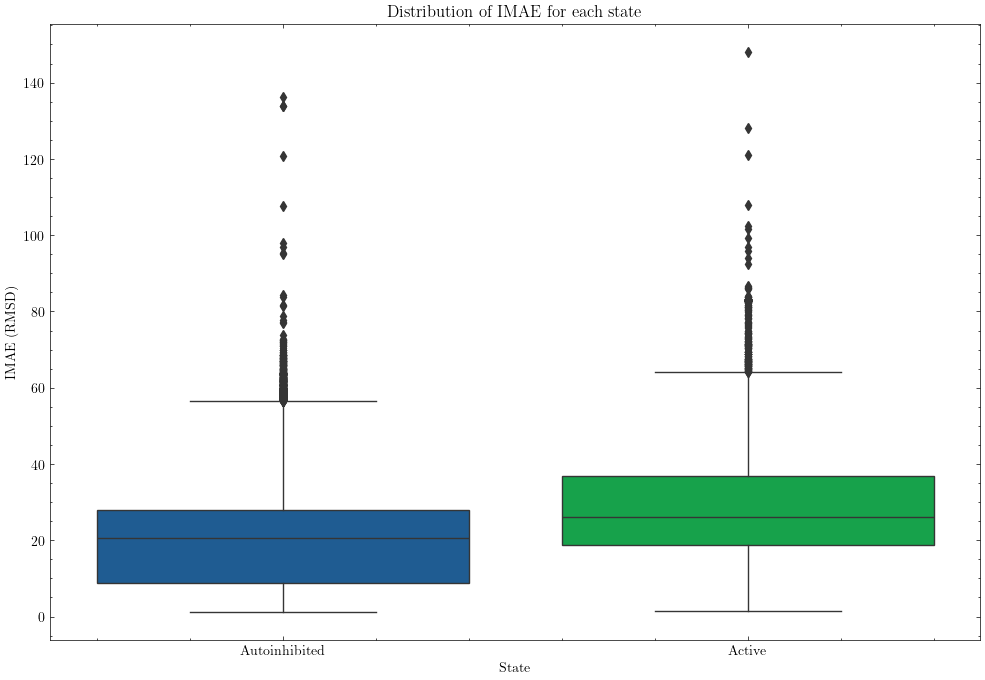 Distribution of IMAE for each state
IMAE (RMSD)
140
120
100
80
60
40
20
0
Autoinhibited
Active
State